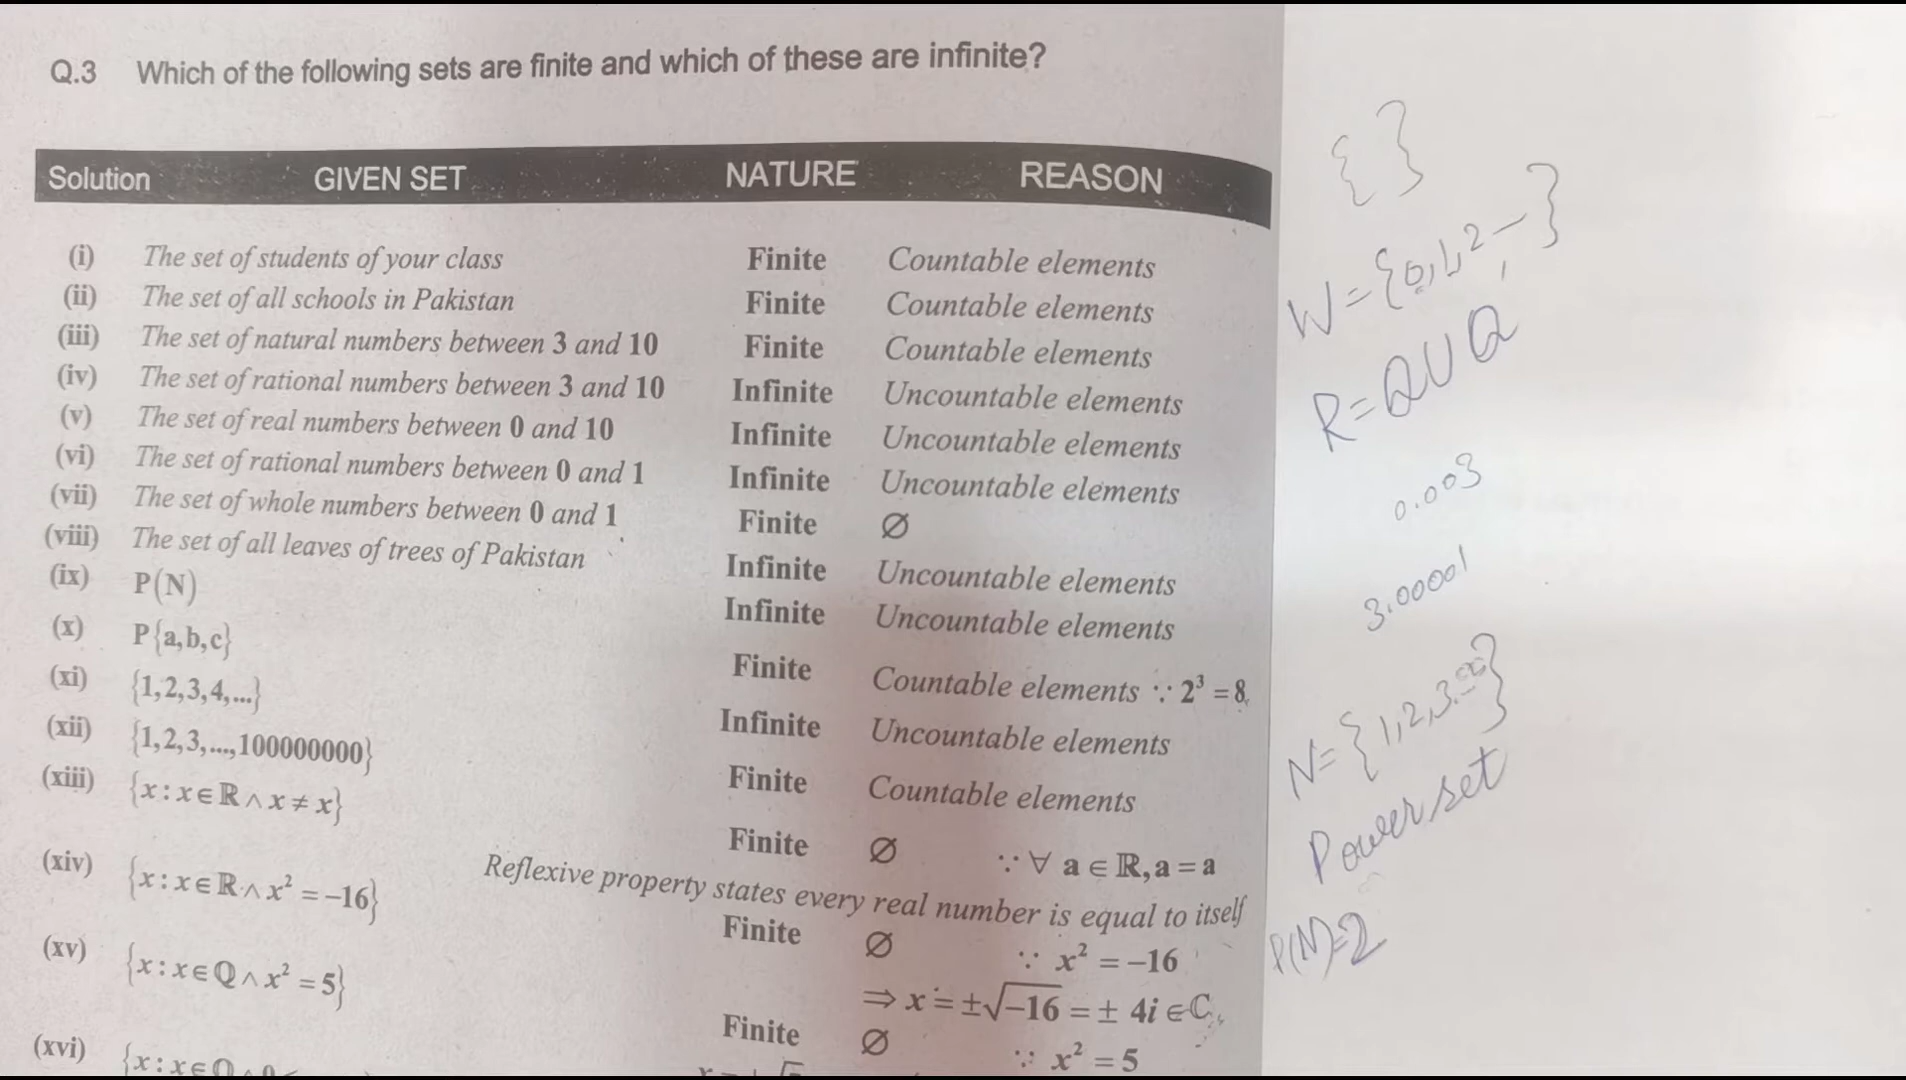 Q.3 Which of the following sets are finite and which of these are infinite?
Solution GIVEN SET NATURE REASON
(i) The set of students of your class Finite Countable elements
(ii) The set of all schools in Pakistan Finite Countable elements
(iii) The set of natural numbers between 3 and 10 Finite Countable elements
(iv) The set of rational numbers between 3 and 10 Infinite Uncountable elements
(v) The set of real numbers between 0 and 10 Infinite Uncountable elements
(vi) The set of rational numbers between 0 and 1 Infinite Uncountable elements
(vii) The set of whole numbers between 0 and 1 Finite Ø
(viii) The set of all leaves of trees of Pakistan Infinite Uncountable elements
(ix) P(N) Infinite Uncountable elements
(x) P{a,b,c} Finite Countable elements ∵ 2³ = 8
(xi) {1,2,3,4,...} Infinite Uncountable elements
(xii) {1,2,3,...,100000000} Finite Countable elements
(xiii) {x : x ∈ ℝ ∧ x ≠ x} Finite Ø ∵ ∀ a ∈ ℝ, a = a
Reflexive property states every real number is equal to itself
(xiv) {x : x ∈ ℝ ∧ x² = −16} Finite Ø ∵ x² = −16
⇒ x = ±√−16 = ± 4i ∈ C
(xv) {x : x ∈ ℚ ∧ x² = 5} Finite Ø ∵ x² = 5
(xvi)
{ }
W = {0, 1, 2, – }
R = Q U Q
0.003
3.00001
N = {1, 2, 3...∞}
Power set
P(N) = 2